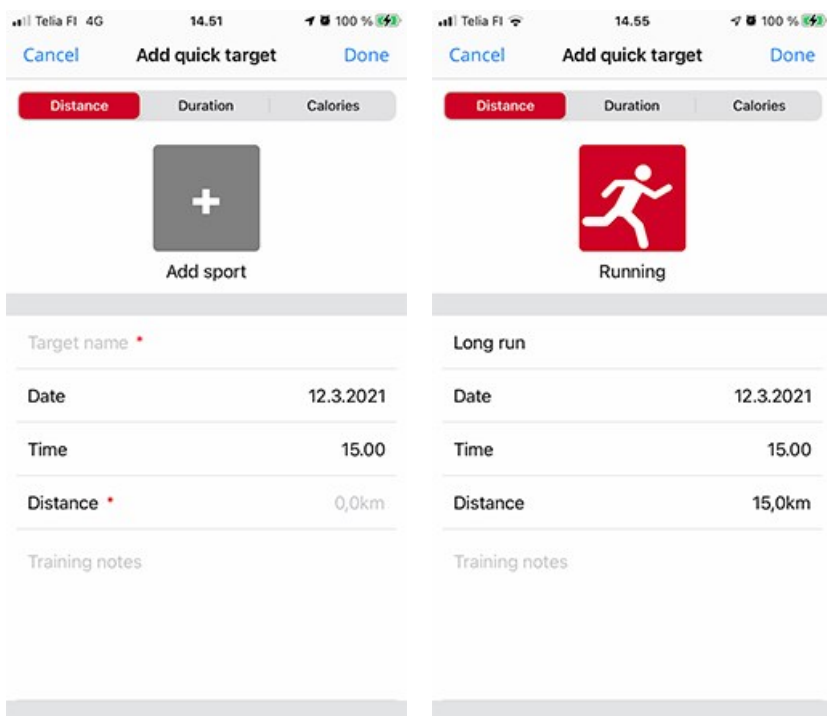 Telia FI 4G 14.51 100 %
Cancel Add quick target Done
Distance Duration Calories
+
Add sport
Target name *
Date 12.3.2021
Time 15.00
Distance * 0,0km
Training notes
Telia FI 14.55 100 %
Cancel Add quick target Done
Distance Duration Calories
Running
Long run
Date 12.3.2021
Time 15.00
Distance 15,0km
Training notes